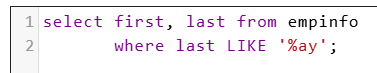 1 select first, last from empinfo
2 where last LIKE '%ay';